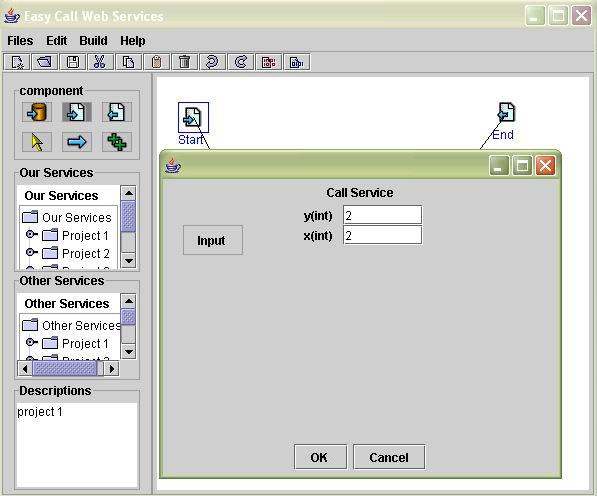 Easy Call Web Services
Files Edit Build Help
component
Our Services
Our Services
Our Services
Project 1
Project 2
Other Services
Other Services
Other Services
Project 1
Descriptions
project 1
Start
End
Call Service
y(int) 2
x(int) 2
Input
OK Cancel